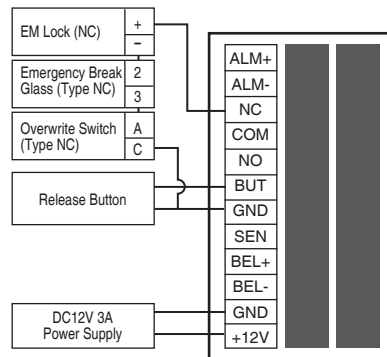 EM Lock (NC)
+
-
Emergency Break
Glass (Type NC)
2
3
Overwrite Switch
(Type NC)
A
C
Release Button
DC12V 3A
Power Supply
ALM+
ALM-
NC
COM
NO
BUT
GND
SEN
BEL+
BEL-
GND
+12V